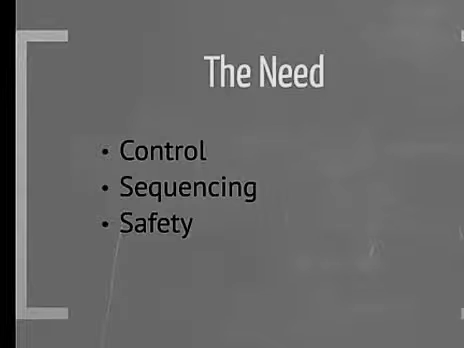 The Need
• Control
• Sequencing
• Safety